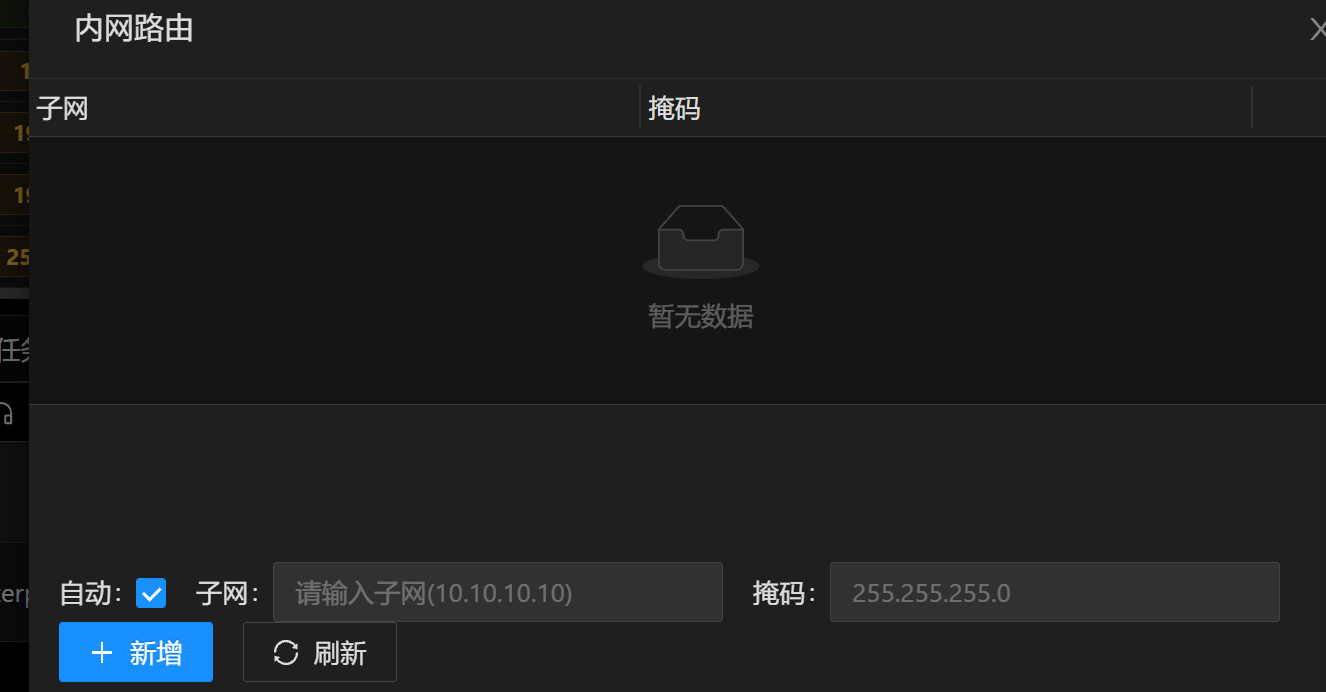 内网路由
子网 掩码
暂无数据
自动: 子网: 请输入子网(10.10.10.10) 掩码: 255.255.255.0
新增 刷新